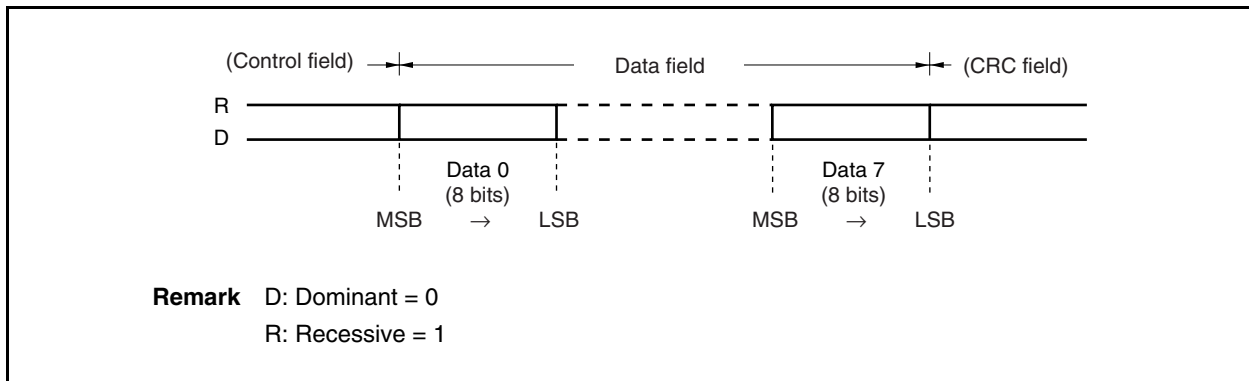 (Control field) Data field (CRC field)
R
D
Data 0 Data 7
(8 bits) (8 bits)
MSB → LSB MSB → LSB
Remark D: Dominant = 0
R: Recessive = 1